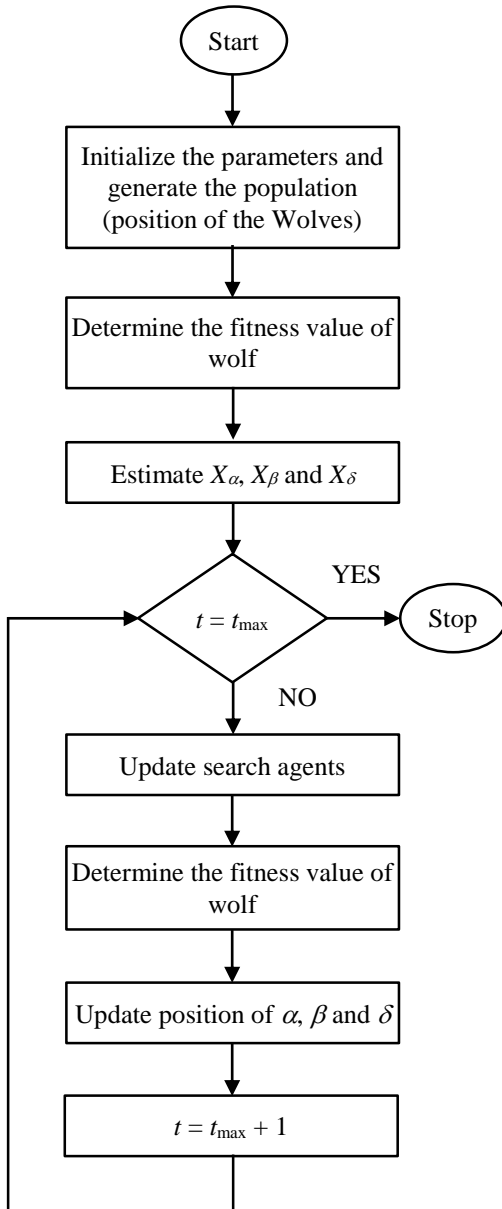 Start
Initialize the parameters and
generate the population
(position of the Wolves)
Determine the fitness value of
wolf
Estimate Xα, Xβ and Xδ
YES
t = tmax
Stop
NO
Update search agents
Determine the fitness value of
wolf
Update position of α, β and δ
t = tmax + 1